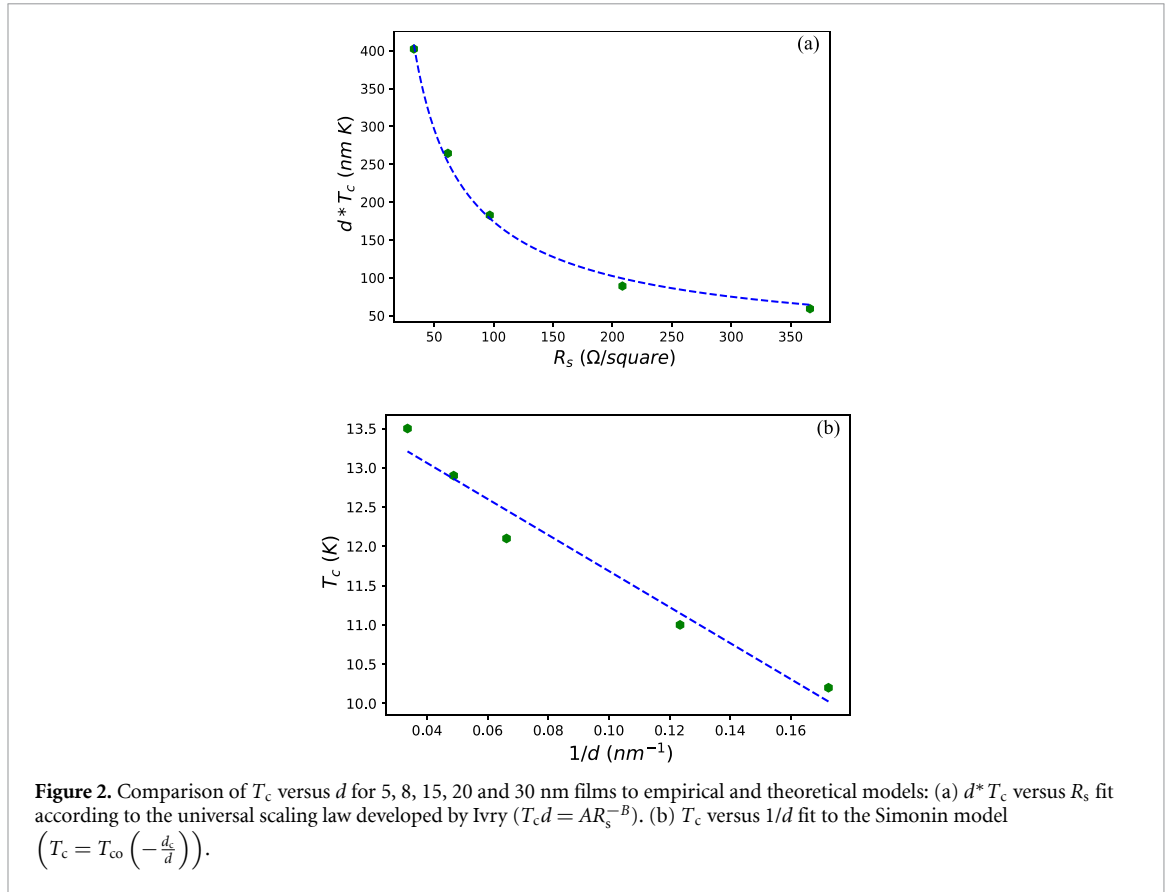 (a)
400
350
300
250
200
150
100
50
d * T_c (nm K)
50 100 150 200 250 300 350
R_s (Ω/square)
(b)
13.5
13.0
12.5
12.0
11.5
11.0
10.5
10.0
T_c (K)
0.04 0.06 0.08 0.10 0.12 0.14 0.16
1/d (nm⁻¹)
Figure 2. Comparison of T_c versus d for 5, 8, 15, 20 and 30 nm films to empirical and theoretical models: (a) d* T_c versus R_s fit
according to the universal scaling law developed by Ivry (T_c d = AR_s^{-B}). (b) T_c versus 1/d fit to the Simonin model
(T_c = T_co (−d_c/d)).